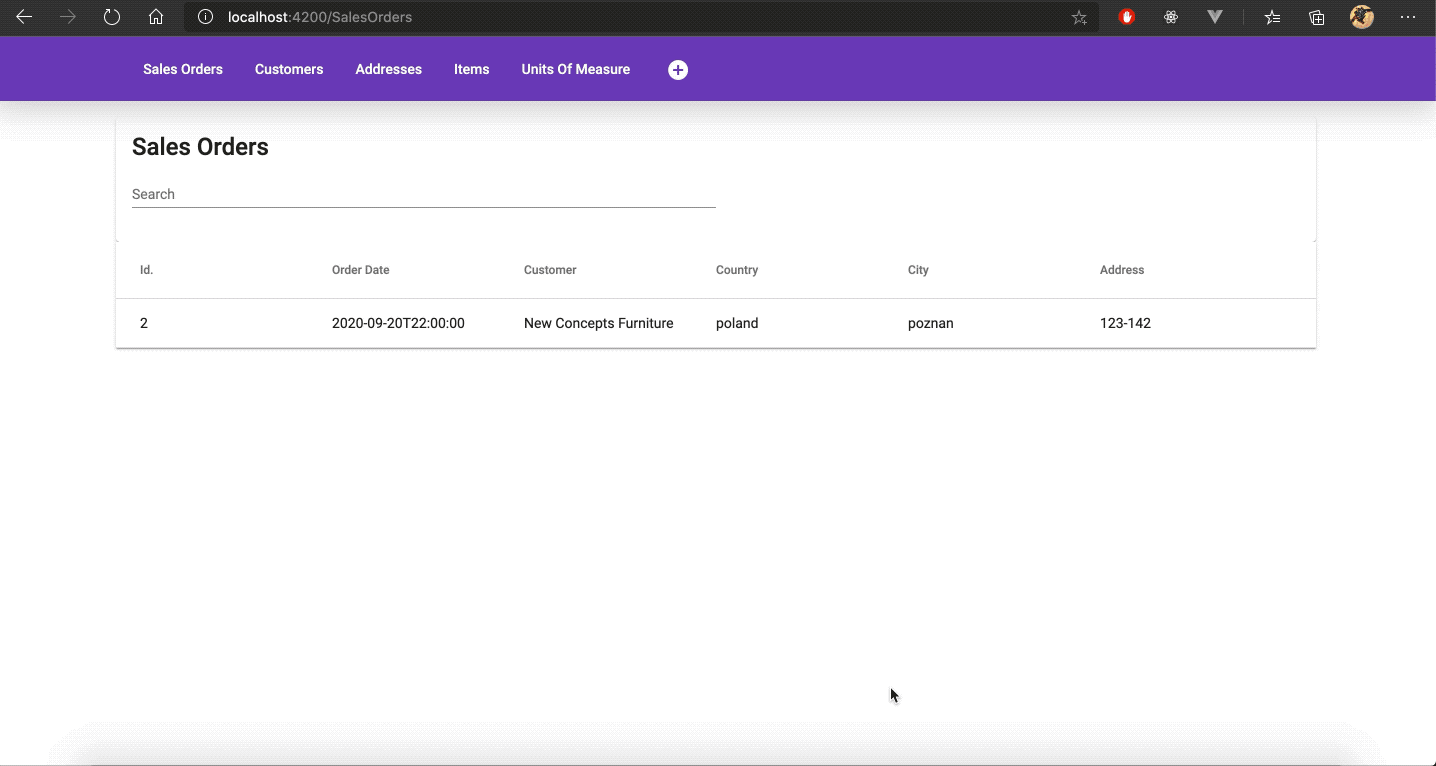 localhost:4200/SalesOrders
Sales Orders Customers Addresses Items Units Of Measure
Sales Orders
Search
Id. Order Date Customer Country City Address
2 2020-09-20T22:00:00 New Concepts Furniture poland poznan 123-142